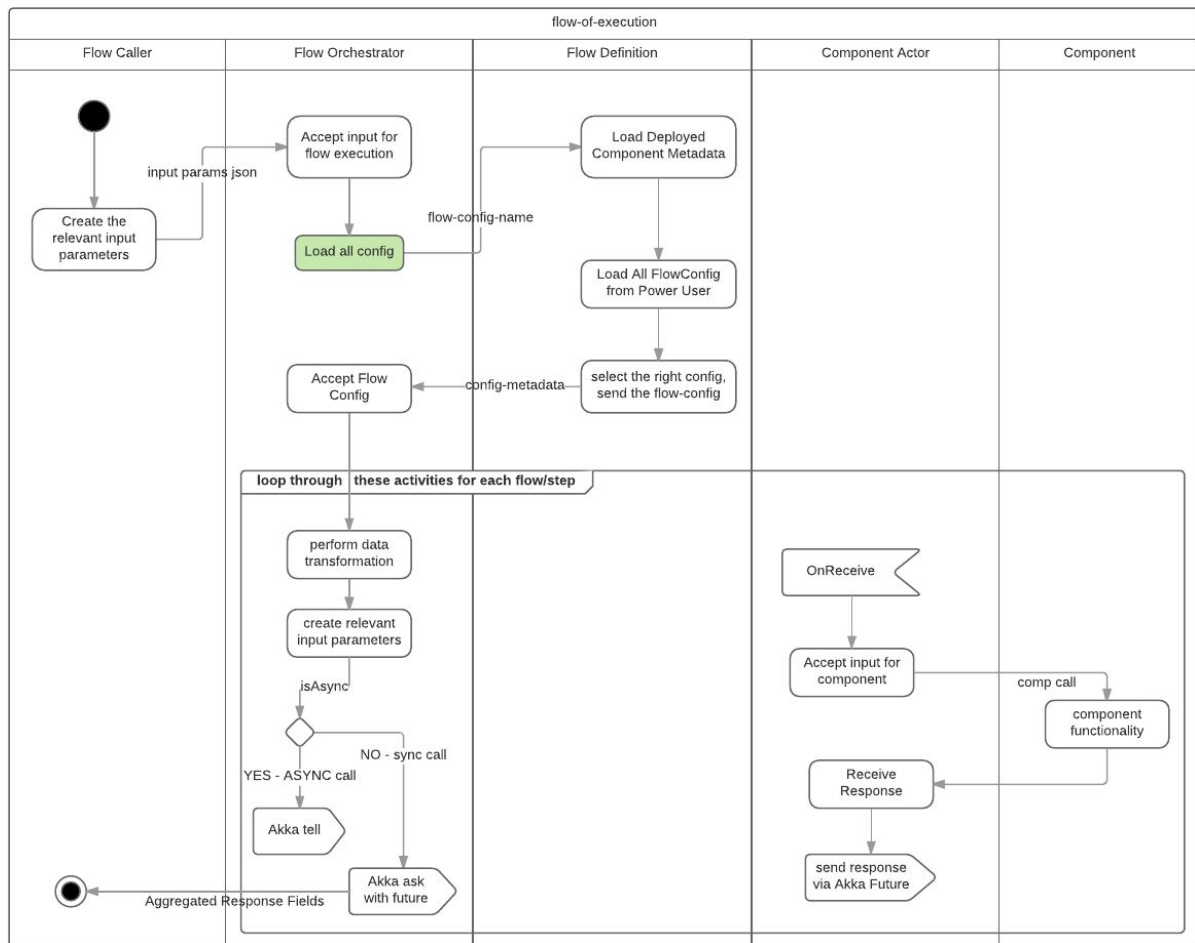 flow-of-execution
Flow Caller
Flow Orchestrator
Flow Definition
Component Actor
Component
Accept input for
flow execution
Load Deployed
Component Metadata
input params json
Create the
relevant input
parameters
flow-config-name
Load all config
Load All FlowConfig
from Power User
Accept Flow
Config
config-metadata
select the right config,
send the flow-config
loop through these activities for each flow/step
perform data
transformation
OnReceive
create relevant
input parameters
Accept input for
component
isAsync
comp call
component
functionality
NO - sync call
YES - ASYNC call
Receive
Response
Akka tell
Akka ask
with future
send response
via Akka Future
Aggregated Response Fields